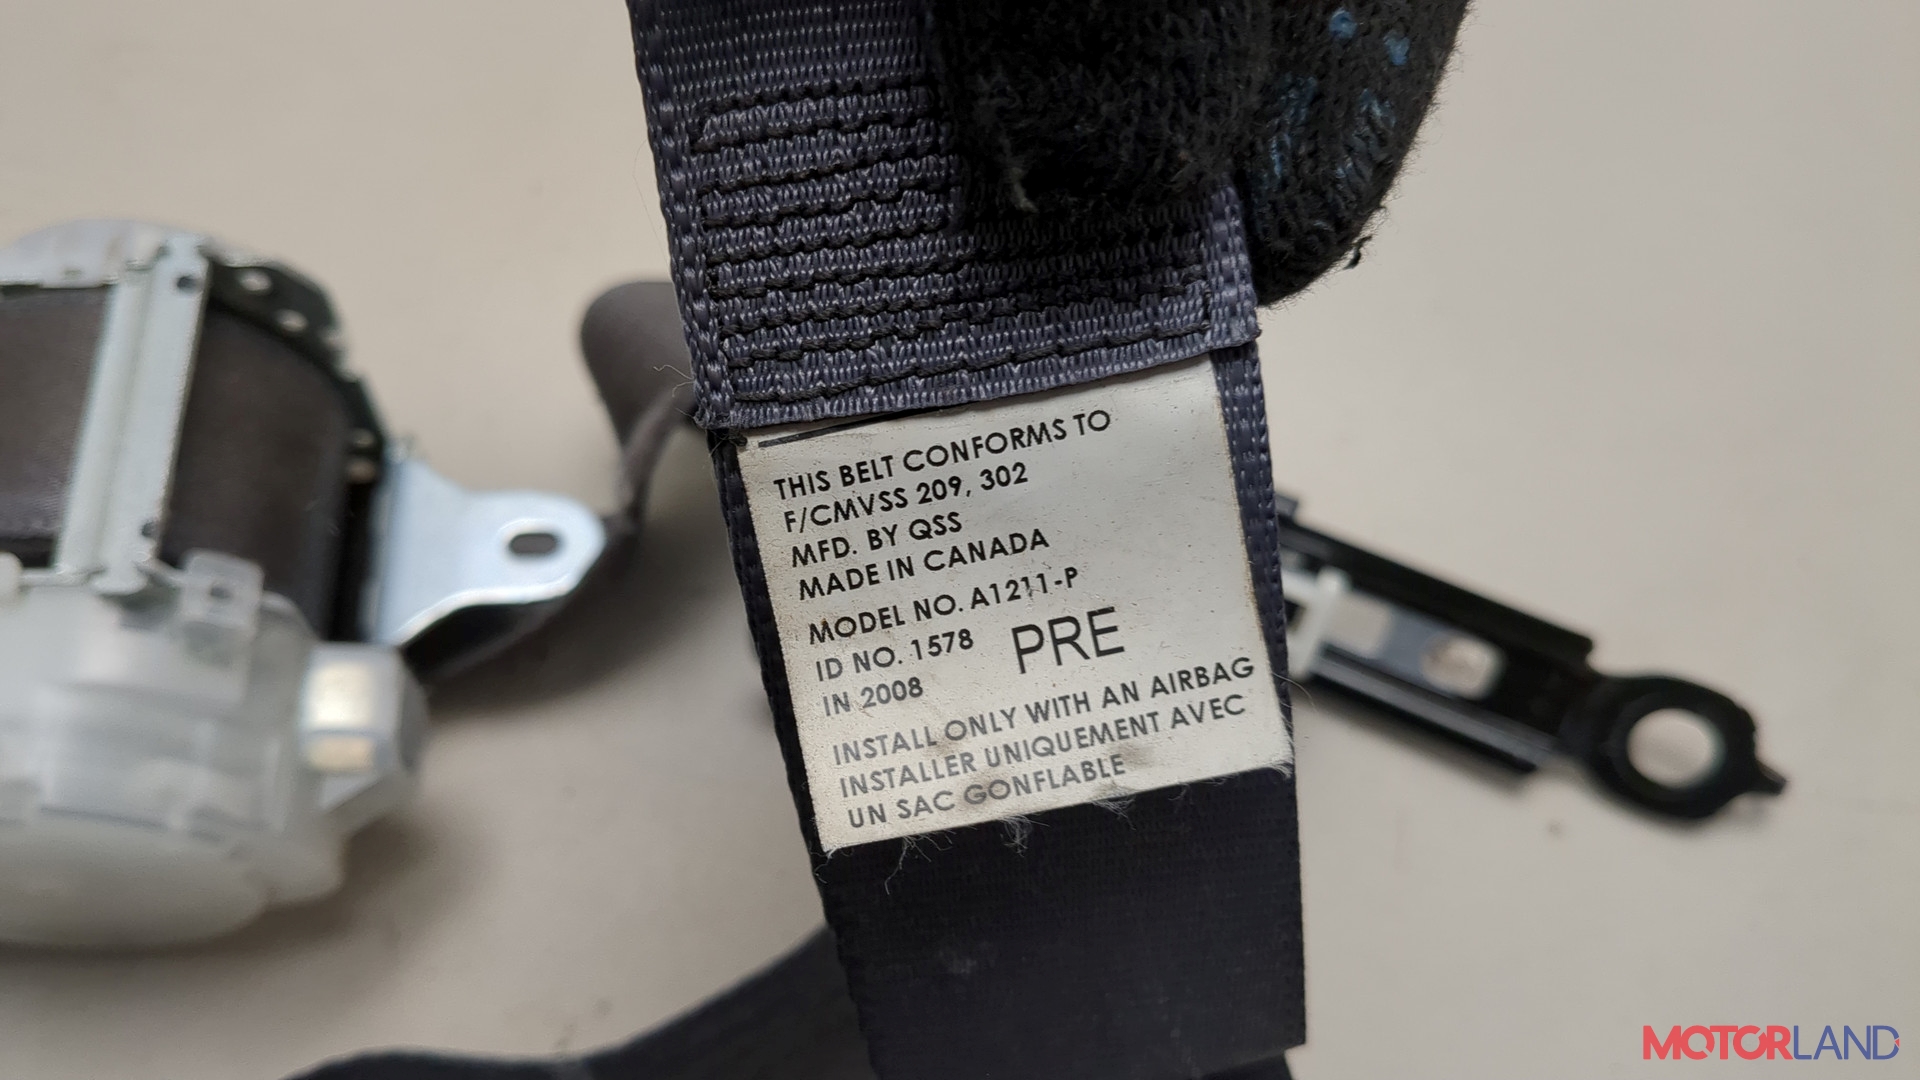 THIS BELT CONFORMS TO
F/CMVSS 209, 302
MFD. BY QSS
MADE IN CANADA
MODEL NO. A1211-P
ID NO. 1578 PRE
IN 2008
INSTALL ONLY WITH AN AIRBAG
INSTALLER UNIQUEMENT AVEC
UN SAC GONFLABLE
MOTORLAND